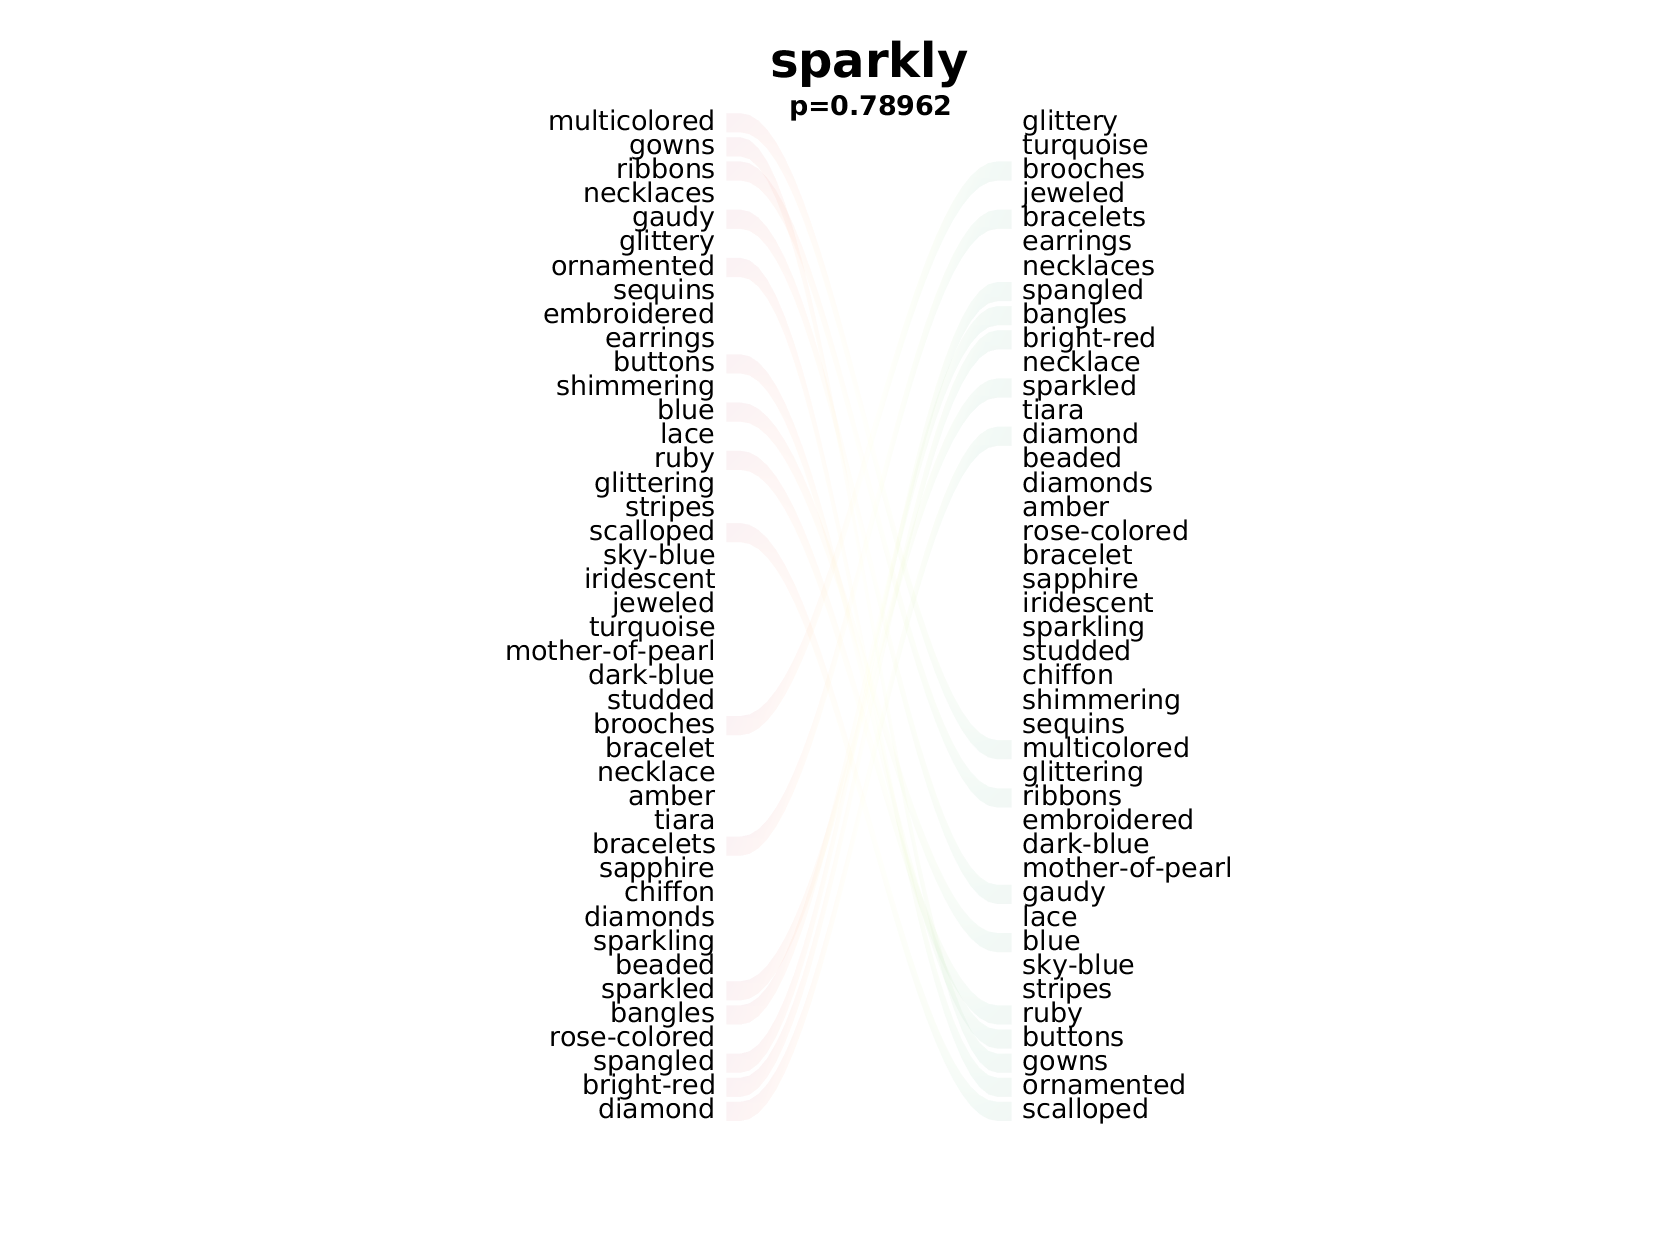 sparkly
p=0.78962
multicolored
gowns
ribbons
necklaces
gaudy
glittery
ornamented
sequins
embroidered
earrings
buttons
shimmering
blue
lace
ruby
glittering
stripes
scalloped
sky-blue
iridescent
jeweled
turquoise
mother-of-pearl
dark-blue
studded
brooches
bracelet
necklace
amber
tiara
bracelets
sapphire
chiffon
diamonds
sparkling
beaded
sparkled
bangles
rose-colored
spangled
bright-red
diamond
glittery
turquoise
brooches
jeweled
bracelets
earrings
necklaces
spangled
bangles
bright-red
necklace
sparkled
tiara
diamond
beaded
diamonds
amber
rose-colored
bracelet
sapphire
iridescent
sparkling
studded
chiffon
shimmering
sequins
multicolored
glittering
ribbons
embroidered
dark-blue
mother-of-pearl
gaudy
lace
blue
sky-blue
stripes
ruby
buttons
gowns
ornamented
scalloped